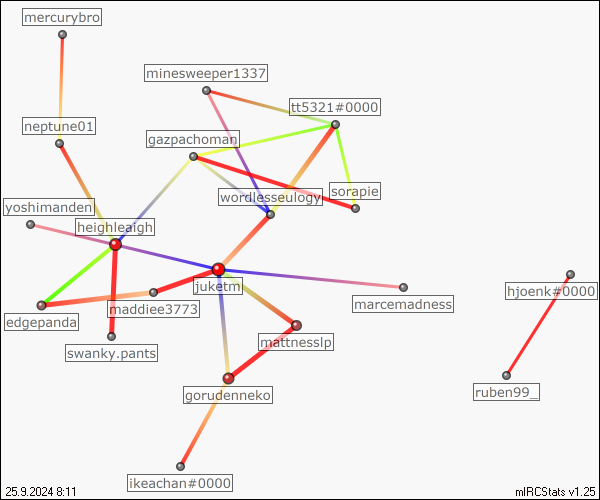 mercurybro
minesweeper1337
tt5321#0000
neptune01
gazpachoman
sorapie
wordlesseulogy
yoshimanden
heighleaigh
juketm
hjoenk#0000
marcemadness
maddiee3773
edgepanda
mattnesslp
swanky.pants
ruben99_
gorudenneko
ikeachan#0000
25.9.2024 8:11
mIRCStats v1.25